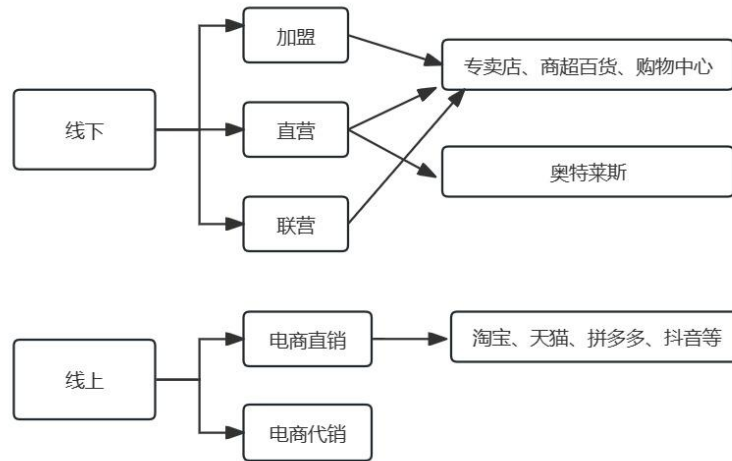 加盟
专卖店、商超百货、购物中心
线下
直营
奥特莱斯
联营
电商直销
淘宝、天猫、拼多多、抖音等
线上
电商代销